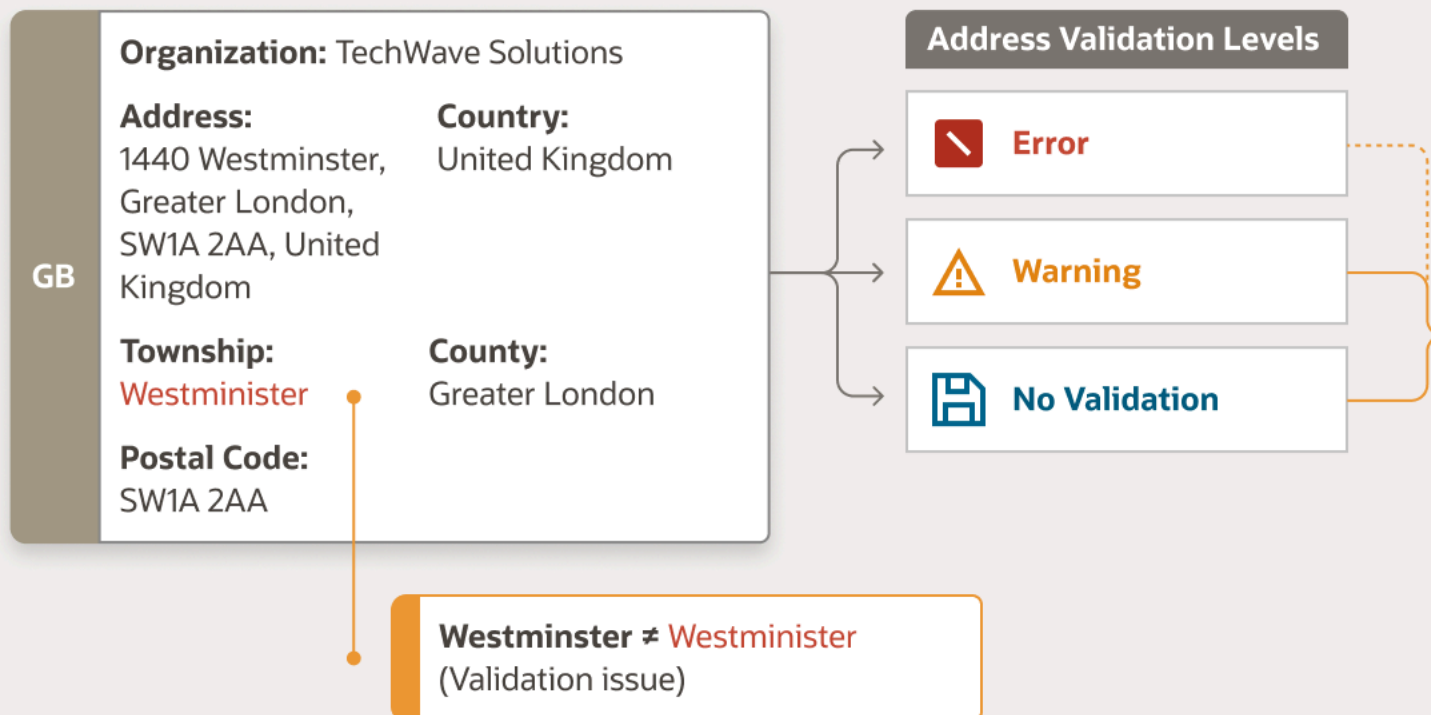 GB
Organization: TechWave Solutions
Address:
1440 Westminster,
Greater London,
SW1A 2AA, United
Kingdom
Country:
United Kingdom
Township:
Westminister
County:
Greater London
Postal Code:
SW1A 2AA
Westminster ≠ Westminister
(Validation issue)
Address Validation Levels
Error
Warning
No Validation